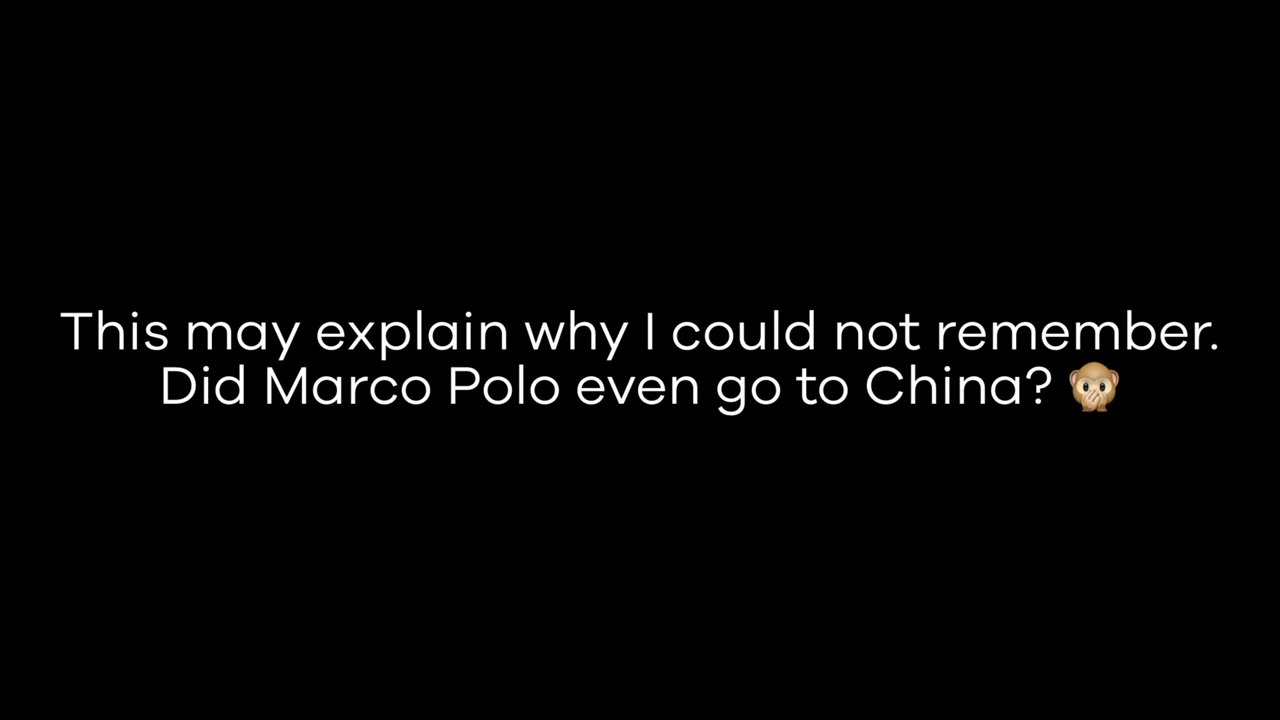 This may explain why I could not remember.
Did Marco Polo even go to China? 🙊